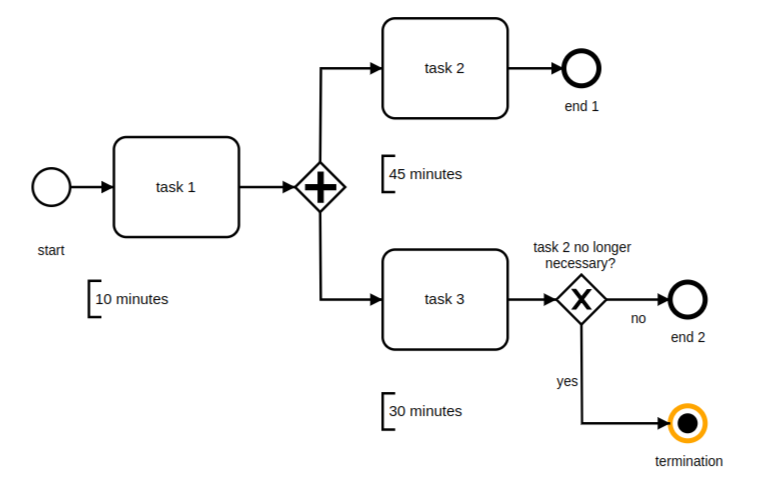 task 2
end 1
task 1
45 minutes
start
task 2 no longer
necessary?
10 minutes
task 3
no
end 2
yes
30 minutes
termination